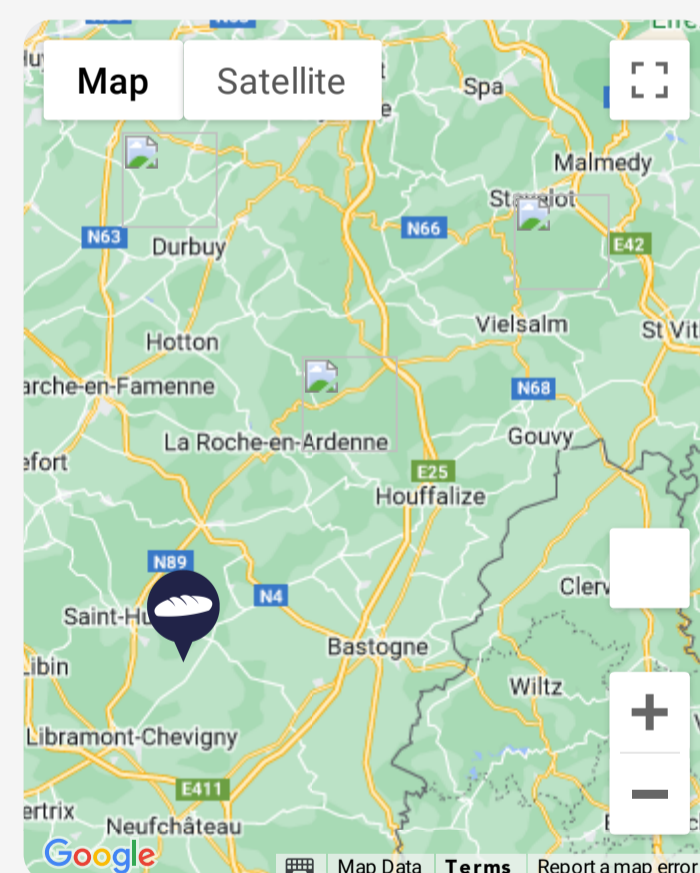 Map
Satellite
Spa
Malmedy
Stavelot
N63
N66
E42
Durbuy
Vielsalm
St Vit
Hotton
arche-en-Famenne
N68
La Roche-en-Ardenne
Gouvy
efort
E25
Houffalize
N89
Clerv
N4
Saint-Hu
Bastogne
Libin
Wiltz
Libramont-Chevigny
E411
ertrix
Neufchâteau
Google
Map Data
Terms
Report a map error